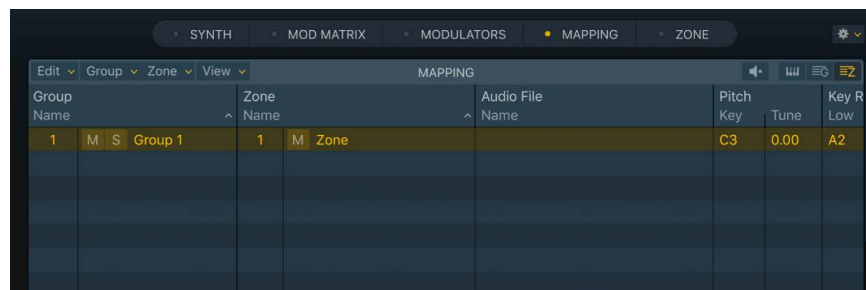 SYNTH MOD MATRIX MODULATORS MAPPING ZONE
Edit Group Zone View MAPPING G Z
Group Zone Audio File Pitch Key R
Name Name Name Key Tune Low
1 M S Group 1 1 M Zone C3 0.00 A2